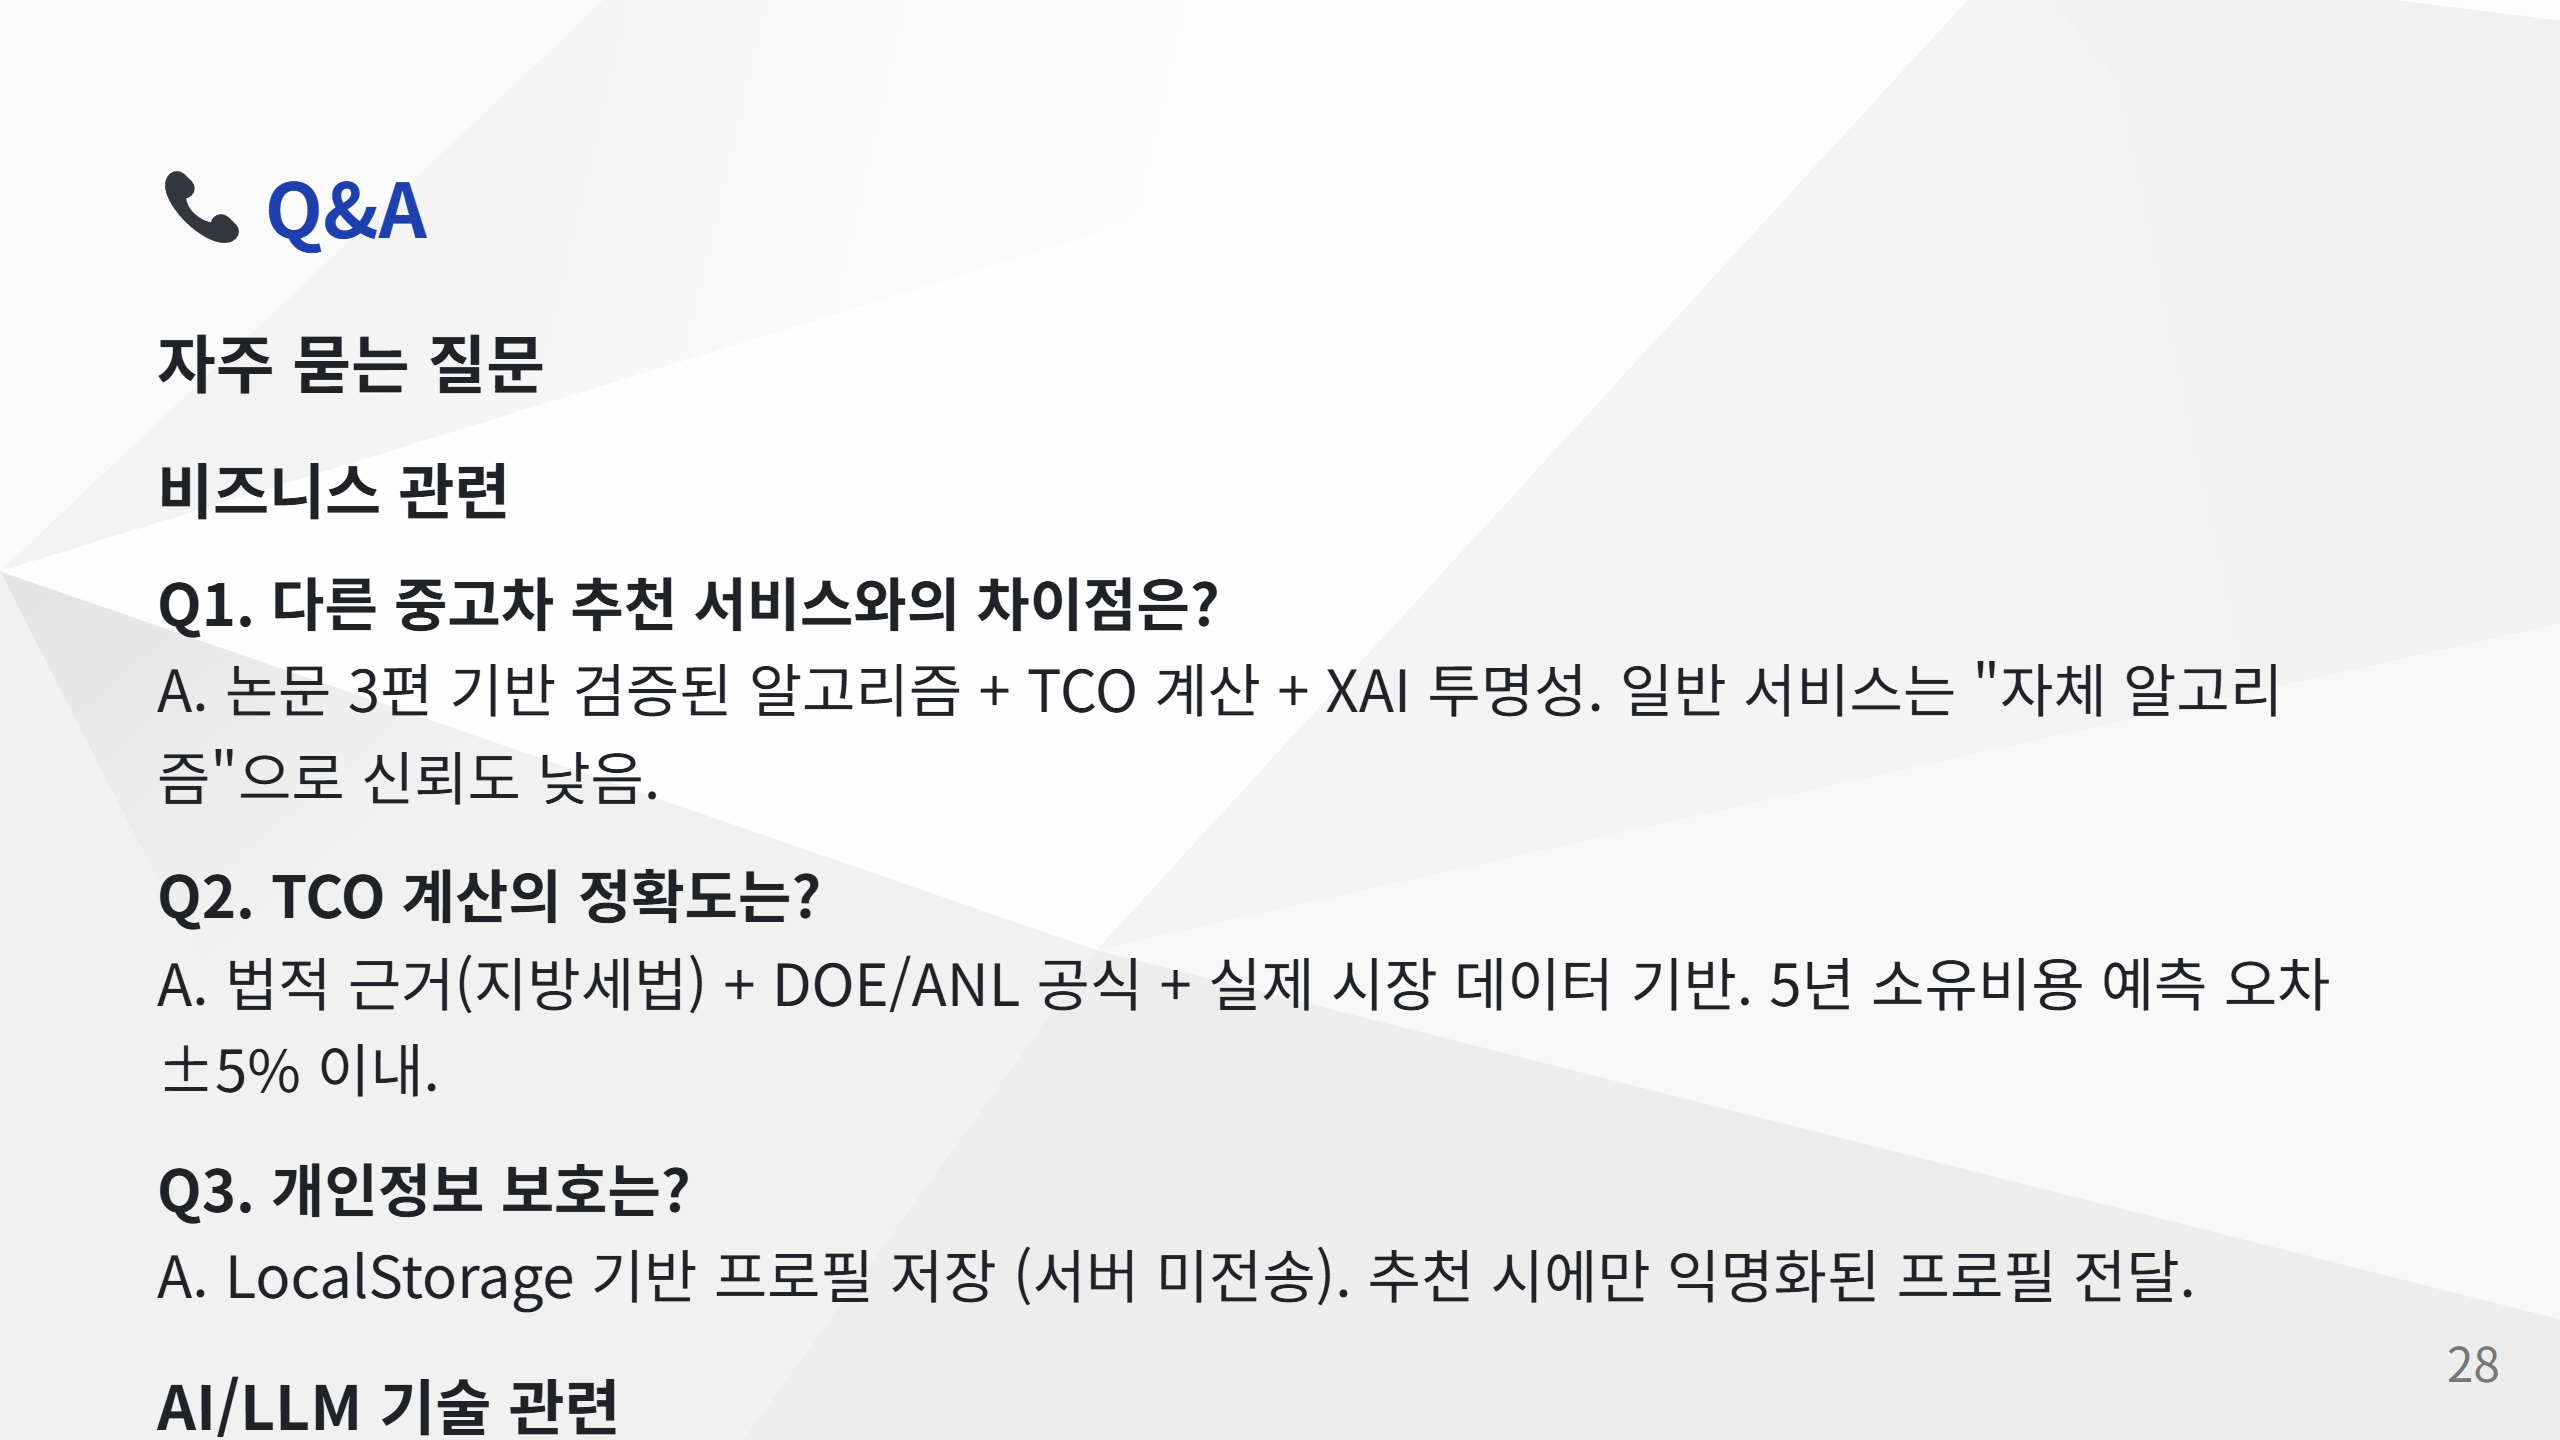 📞 Q&A
자주 묻는 질문
비즈니스 관련
Q1. 다른 중고차 추천 서비스와의 차이점은?
A. 논문 3편 기반 검증된 알고리즘 + TCO 계산 + XAI 투명성. 일반 서비스는 "자체 알고리
즘"으로 신뢰도 낮음.
Q2. TCO 계산의 정확도는?
A. 법적 근거(지방세법) + DOE/ANL 공식 + 실제 시장 데이터 기반. 5년 소유비용 예측 오차
±5% 이내.
Q3. 개인정보 보호는?
A. LocalStorage 기반 프로필 저장 (서버 미전송). 추천 시에만 익명화된 프로필 전달.
AI/LLM 기술 관련
28